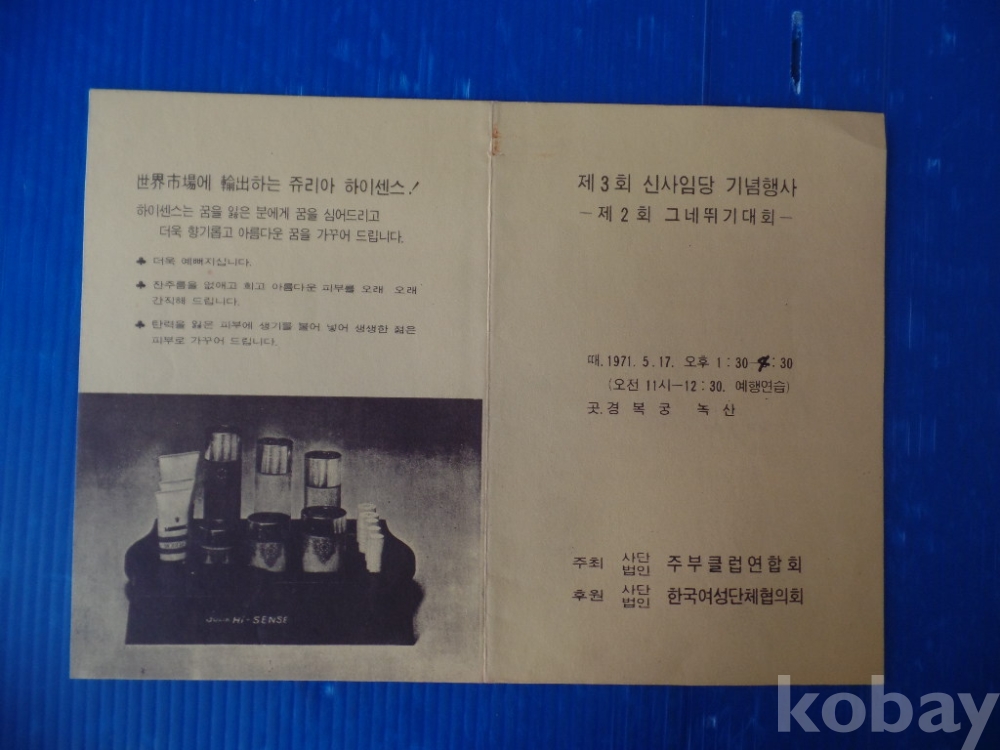 世界市場에 輸出하는 쥬리아 하이센스!
하이센스는 꿈을 잃은 분에게 꿈을 심어드리고
더욱 향기롭고 아름다운 꿈을 가꾸어 드립니다.
♣ 더욱 예뻐지십니다.
♣ 잔주름을 없애고 희고 아름다운 피부를 오래 오래
간직해 드립니다.
♣ 탄력을 잃은 피부에 생기를 불어 넣어 생생한 젊은
피부로 가꾸어 드립니다.
Hi-SENSE
제3회 신사임당 기념행사
-제2회 그네뛰기대회-
때. 1971. 5. 17. 오후 1:30-4:30
(오전 11시-12:30. 예행연습)
곳. 경복궁 녹산
주최 사단법인 주부클럽연합회
후원 사단법인 한국여성단체협의회
kobay